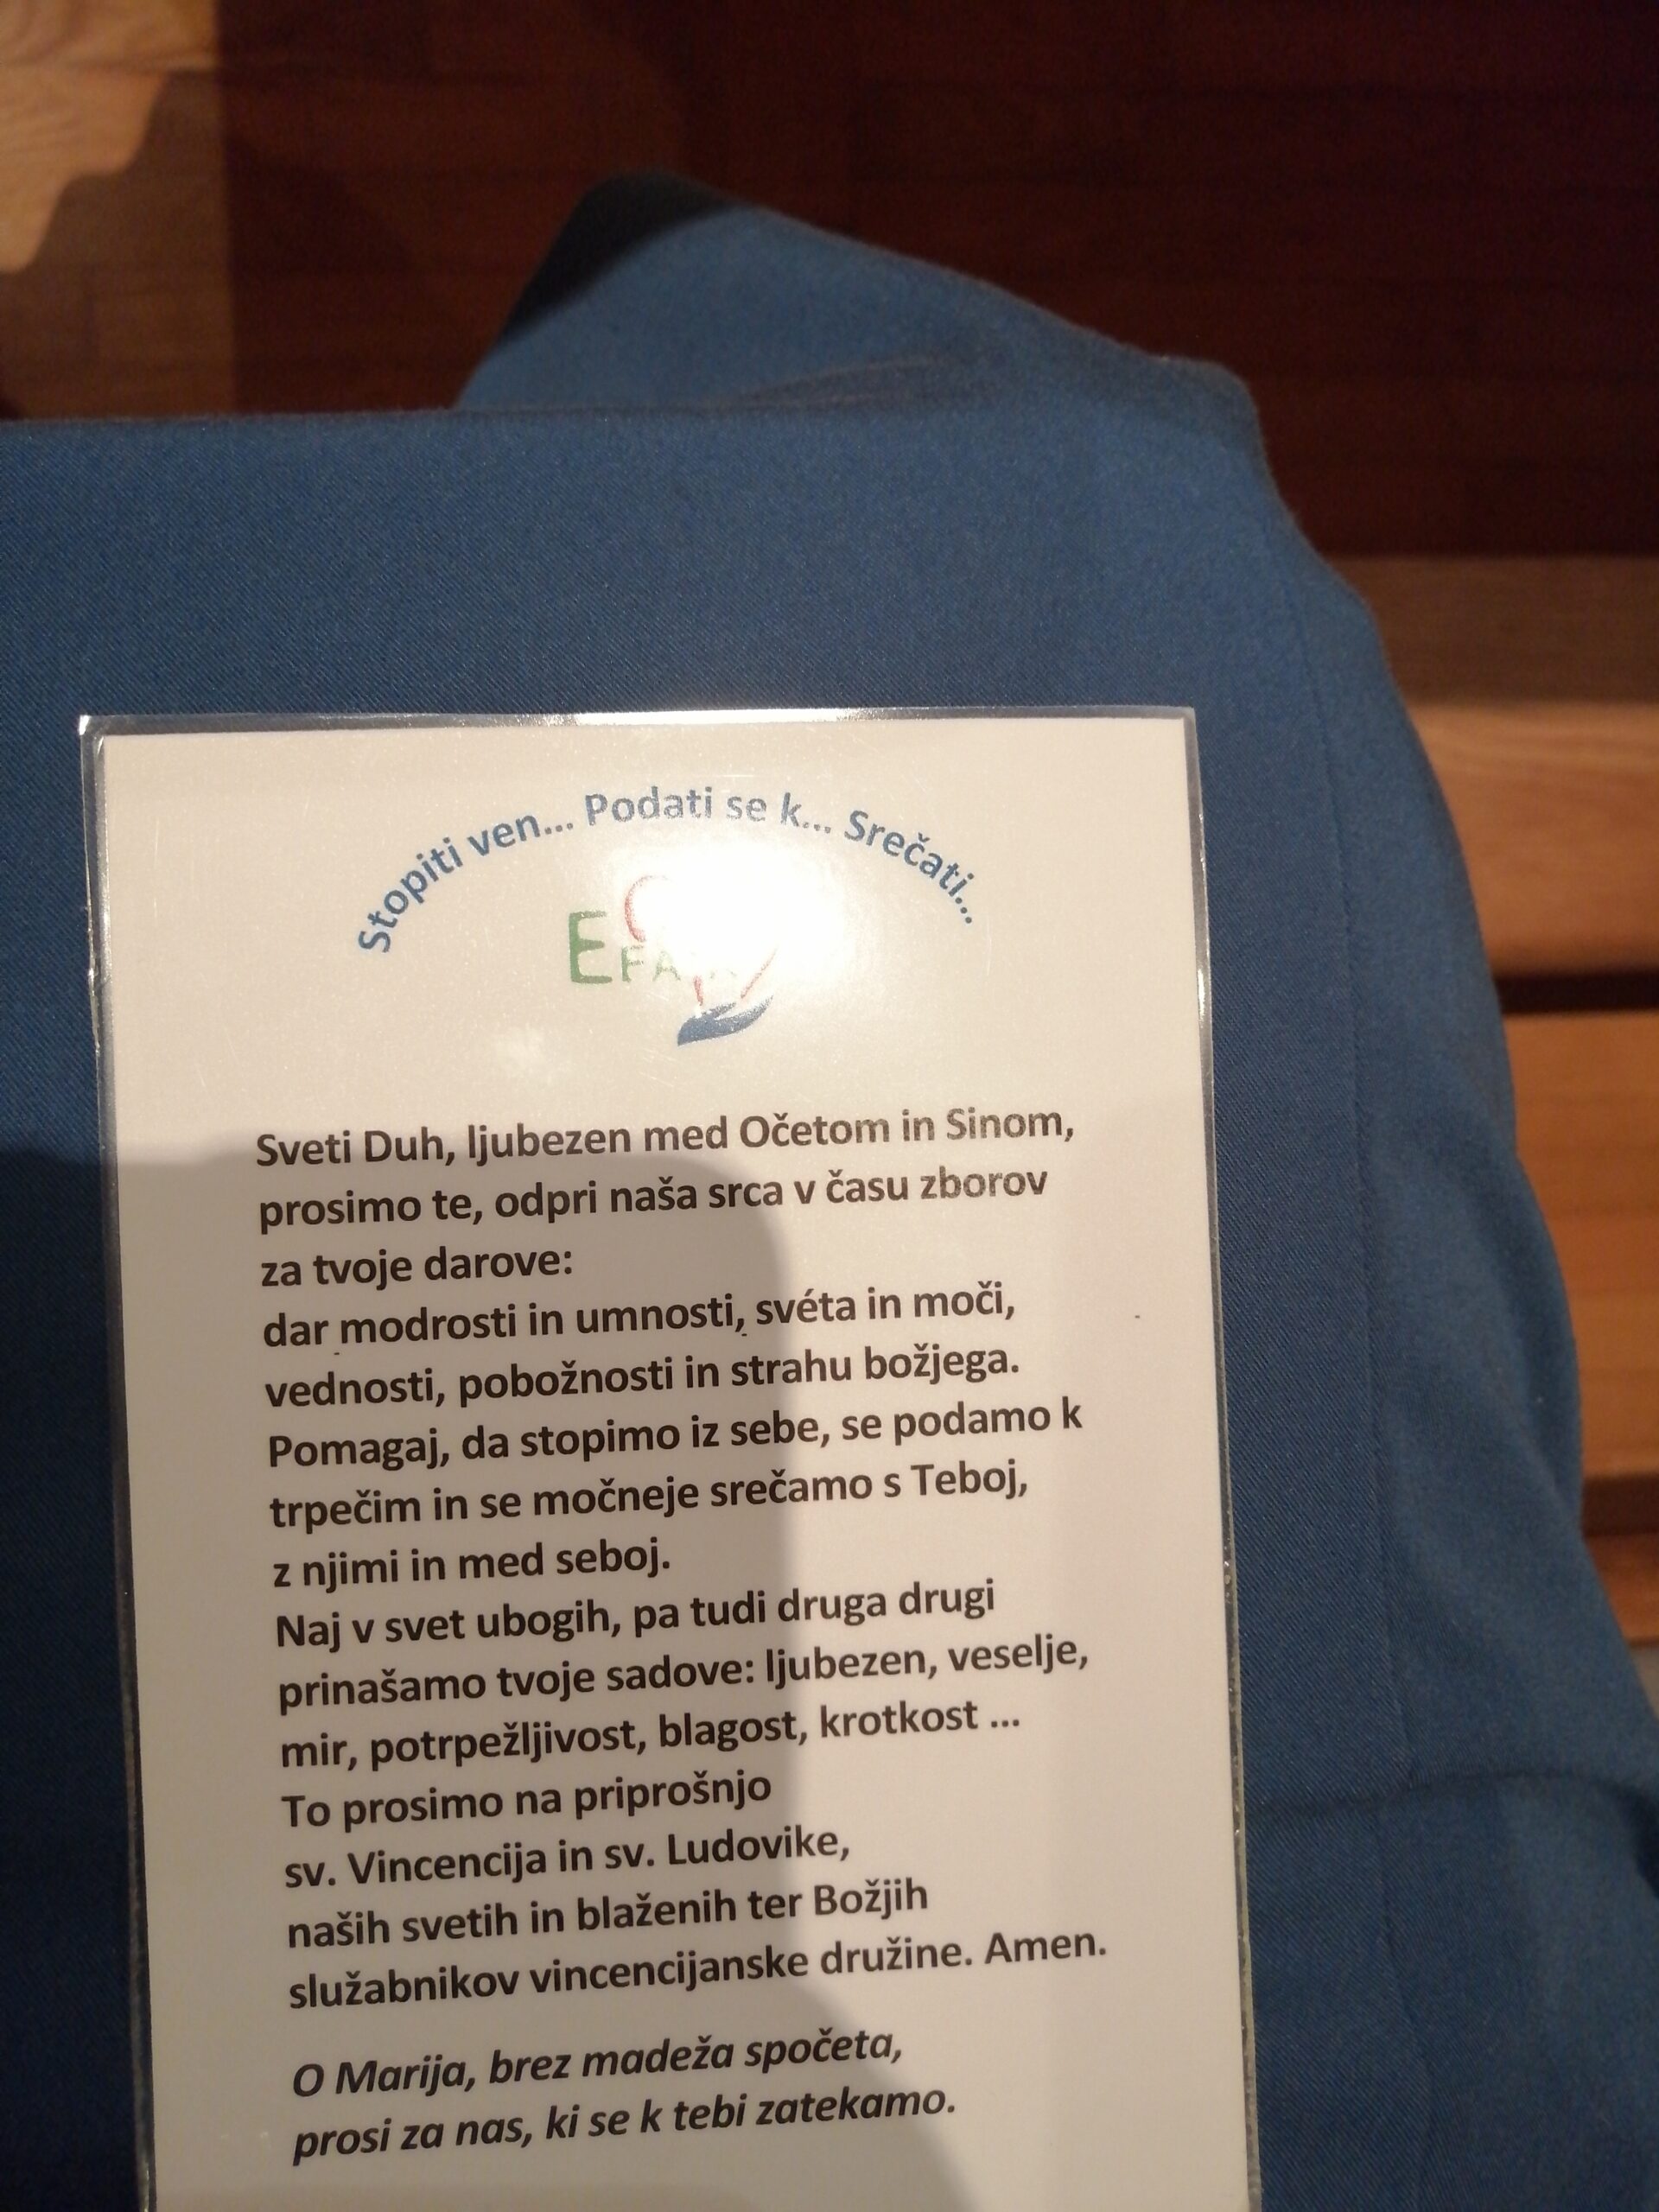 Stopiti ven... Podati se k... Srečati...
Sveti Duh, ljubezen med Očetom in Sinom,
prosimo te, odpri naša srca v času zborov
za tvoje darove:
dar modrosti in umnosti, svéta in moči,
vednosti, pobožnosti in strahu božjega.
Pomagaj, da stopimo iz sebe, se podamo k
trpečim in se močneje srečamo s Teboj,
z njimi in med seboj.
Naj v svet ubogih, pa tudi druga drugi
prinašamo tvoje sadove: ljubezen, veselje,
mir, potrpežljivost, blagost, krotkost ...
To prosimo na priprošnjo
sv. Vincencija in sv. Ludovike,
naših svetih in blaženih ter Božjih
služabnikov vincencijanske družine. Amen.
O Marija, brez madeža spočeta,
prosi za nas, ki se k tebi zatekamo.